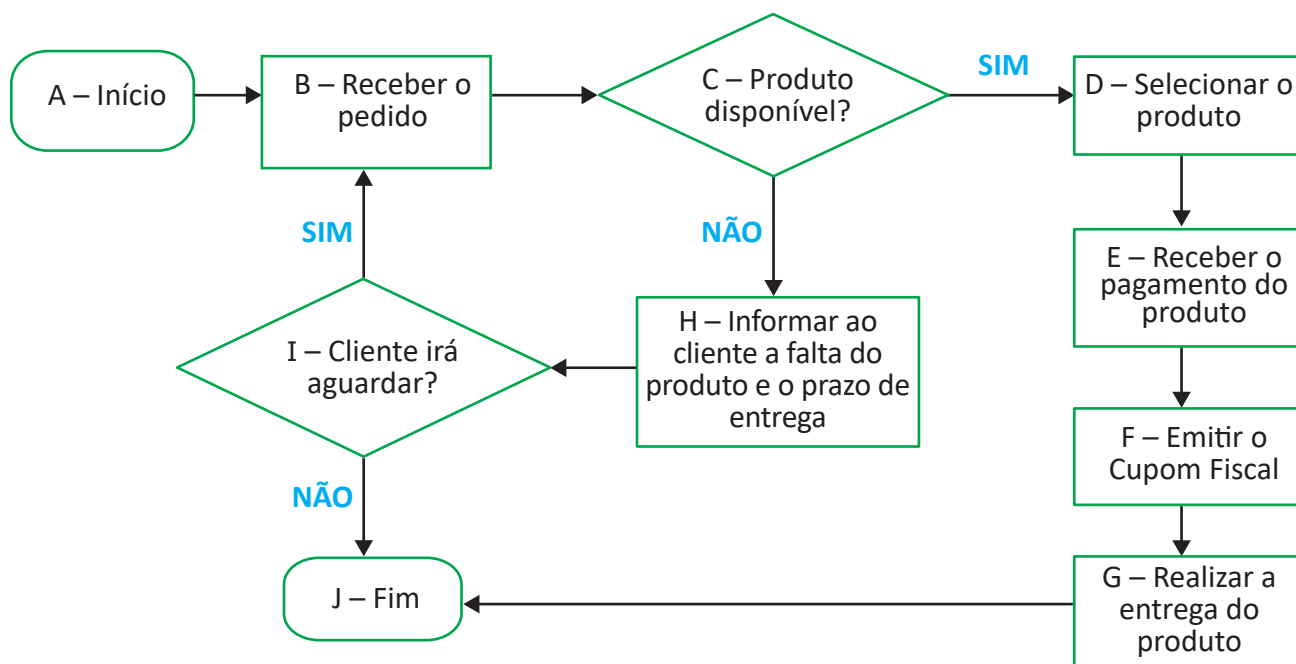 A – Início
B – Receber o
pedido
C – Produto
disponível?
SIM
D – Selecionar o
produto
SIM
NÃO
E – Receber o
pagamento do
produto
I – Cliente irá
aguardar?
H – Informar ao
cliente a falta do
produto e o prazo de
entrega
F – Emitir o
Cupom Fiscal
NÃO
J – Fim
G – Realizar a
entrega do
produto